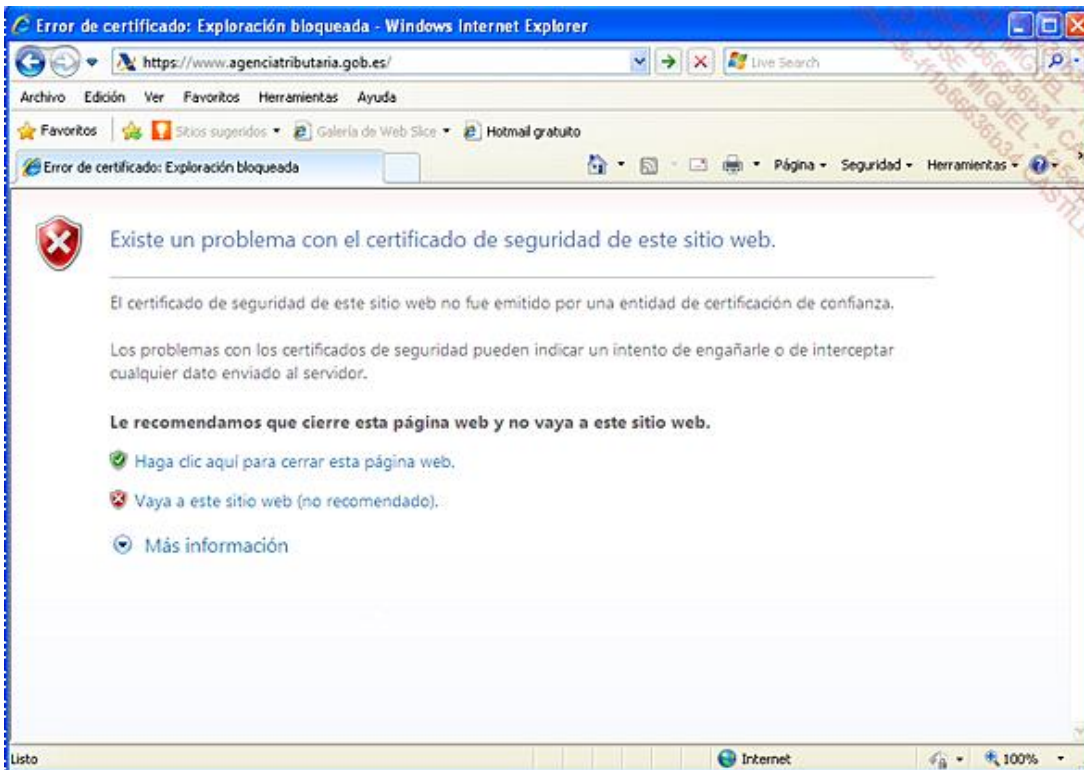 Error de certificado: Exploración bloqueada - Windows Internet Explorer
https://www.agenciatributaria.gob.es/
Live Search
Archivo Edición Ver Favoritos Herramientas Ayuda
Favoritos Sitios sugeridos Galería de Web Slice Hotmail gratuito
Error de certificado: Exploración bloqueada
Página Seguridad Herramientas
Existe un problema con el certificado de seguridad de este sitio web.
El certificado de seguridad de este sitio web no fue emitido por una entidad de certificación de confianza.
Los problemas con los certificados de seguridad pueden indicar un intento de engañarle o de interceptar
cualquier dato enviado al servidor.
Le recomendamos que cierre esta página web y no vaya a este sitio web.
Haga clic aquí para cerrar esta página web.
Vaya a este sitio web (no recomendado).
Más información
Listo
Internet
100%